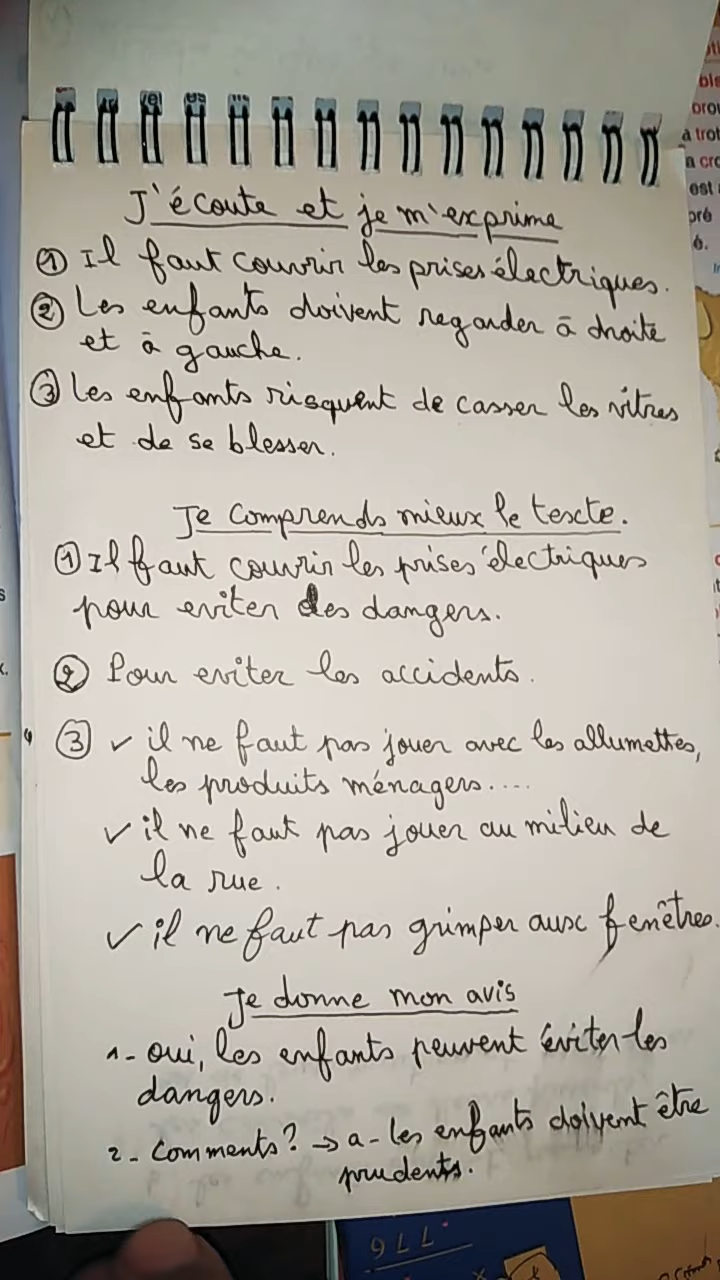 J'écoute et je m'exprime
① Il faut couvrir les prises électriques.
② Les enfants doivent regarder à droite
et à gauche.
③ Les enfants risquent de casser les vitres
et de se blesser.
Je comprends mieux le texte.
① Il faut couvrir les prises électriques
pour eviter des dangers.
② Pour eviter les accidents.
③ ✓ il ne faut pas jouer avec les allumettes,
les produits ménagers....
✓ il ne faut pas jouer au milieu de
la rue.
✓ il ne faut pas grimper aux fenêtres.
Je donne mon avis
1- oui, les enfants peuvent éviter les
dangers.
2- Comments? → a- les enfants doivent être
prudents.
776